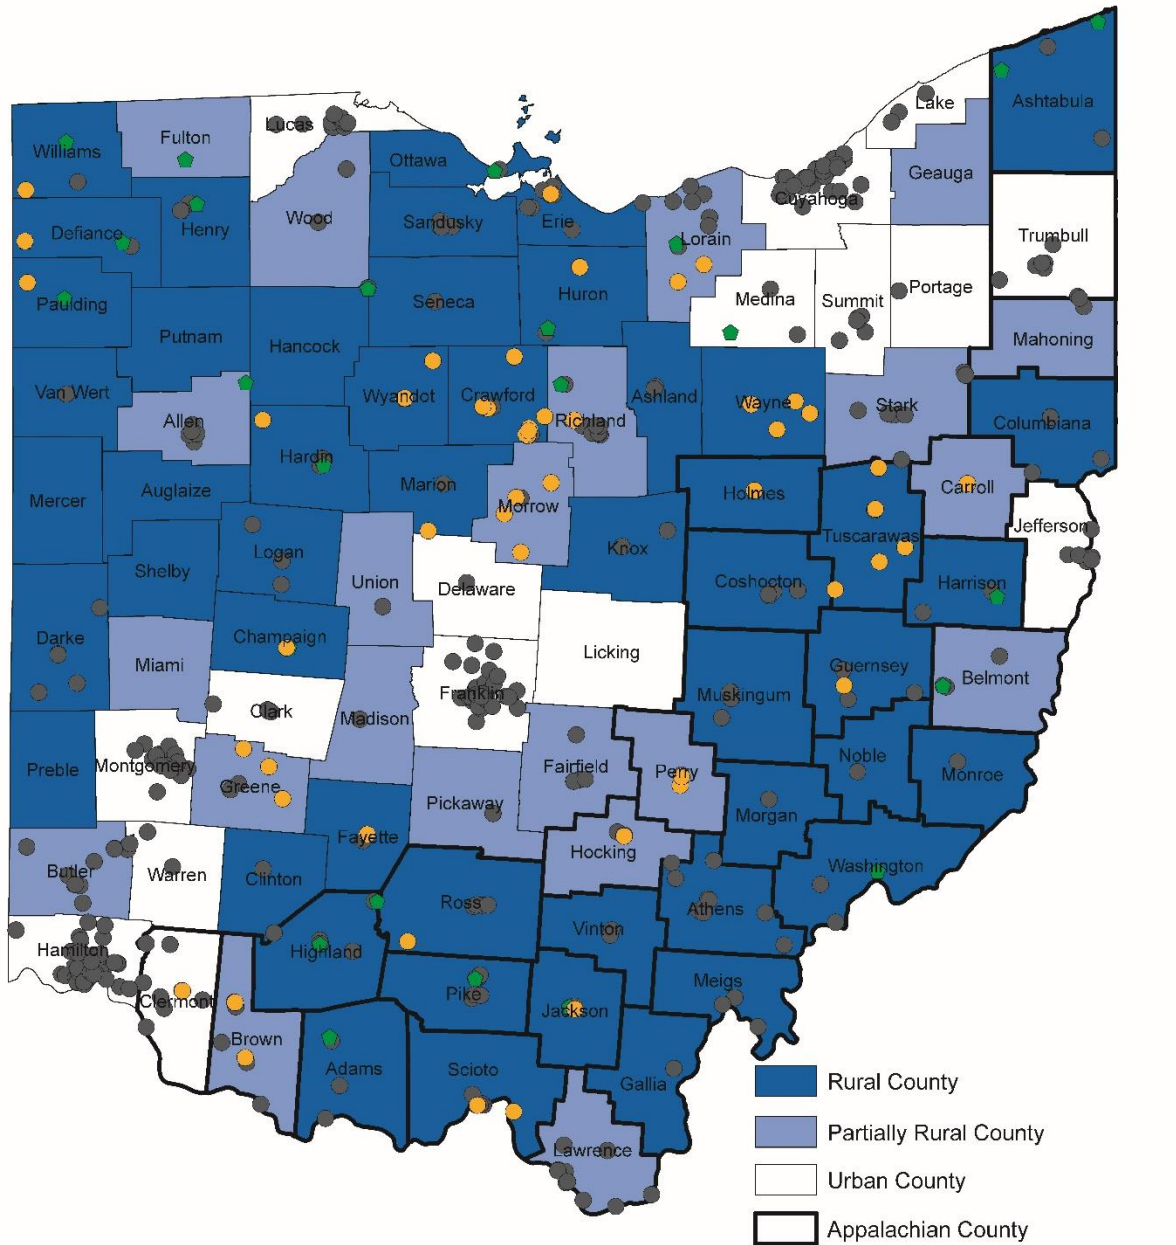 Lake
Ashtabula
Lucas
Fulton
Williams
Ottawa
Geauga
Cuyahoga
Wood
Sandusky
Erie
Henry
Defiance
Lorain
Trumbull
Huron
Seneca
Medina
Summit
Portage
Paulding
Putnam
Hancock
Mahoning
Van Wert
Wyandot
Crawford
Ashland
Wayne
Richland
Stark
Allen
Columbiana
Hardin
Marion
Auglaize
Mercer
Morrow
Holmes
Carroll
Jefferson
Tuscarawas
Knox
Logan
Shelby
Union
Delaware
Coshocton
Harrison
Darke
Champaign
Miami
Licking
Guernsey
Belmont
Franklin
Muskingum
Clark
Madison
Preble
Montgomery
Greene
Fairfield
Perry
Noble
Monroe
Pickaway
Morgan
Fayette
Hocking
Washington
Butler
Warren
Clinton
Ross
Athens
Vinton
Hamilton
Highland
Meigs
Pike
Clermont
Jackson
Brown
Adams
Scioto
Gallia
Lawrence
Rural County
Partially Rural County
Urban County
Appalachian County